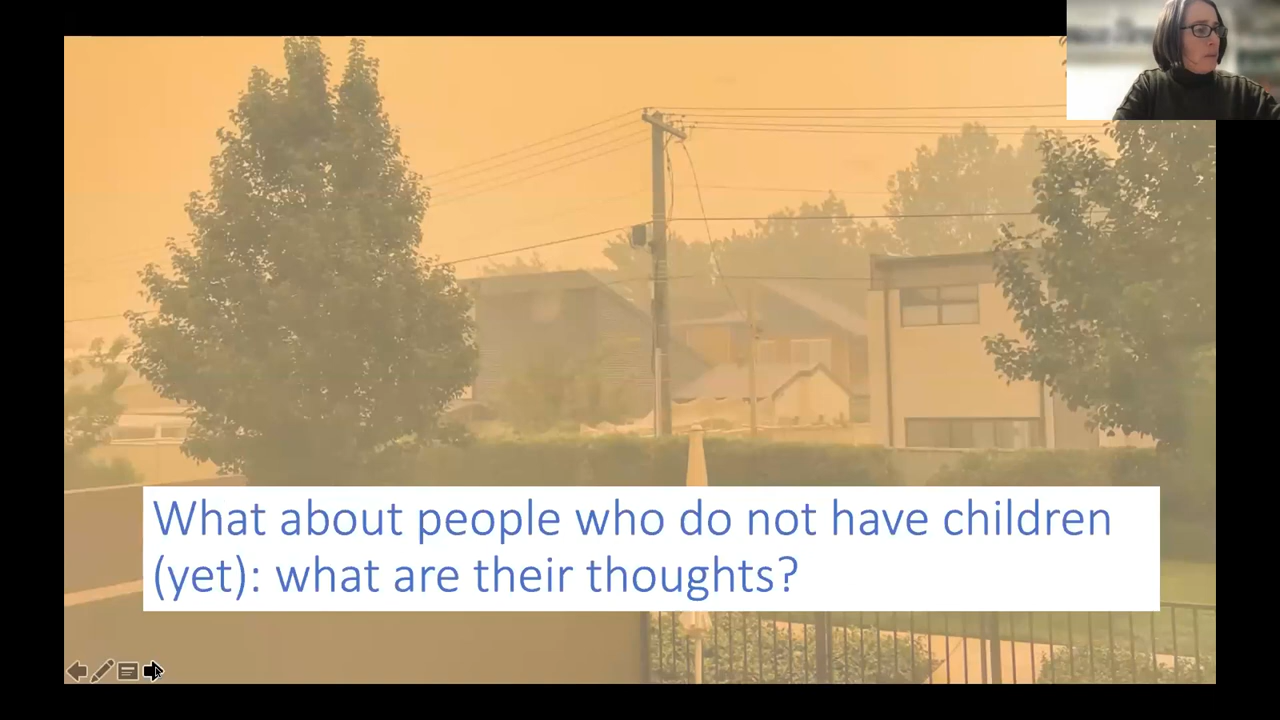 What about people who do not have children
(yet): what are their thoughts?